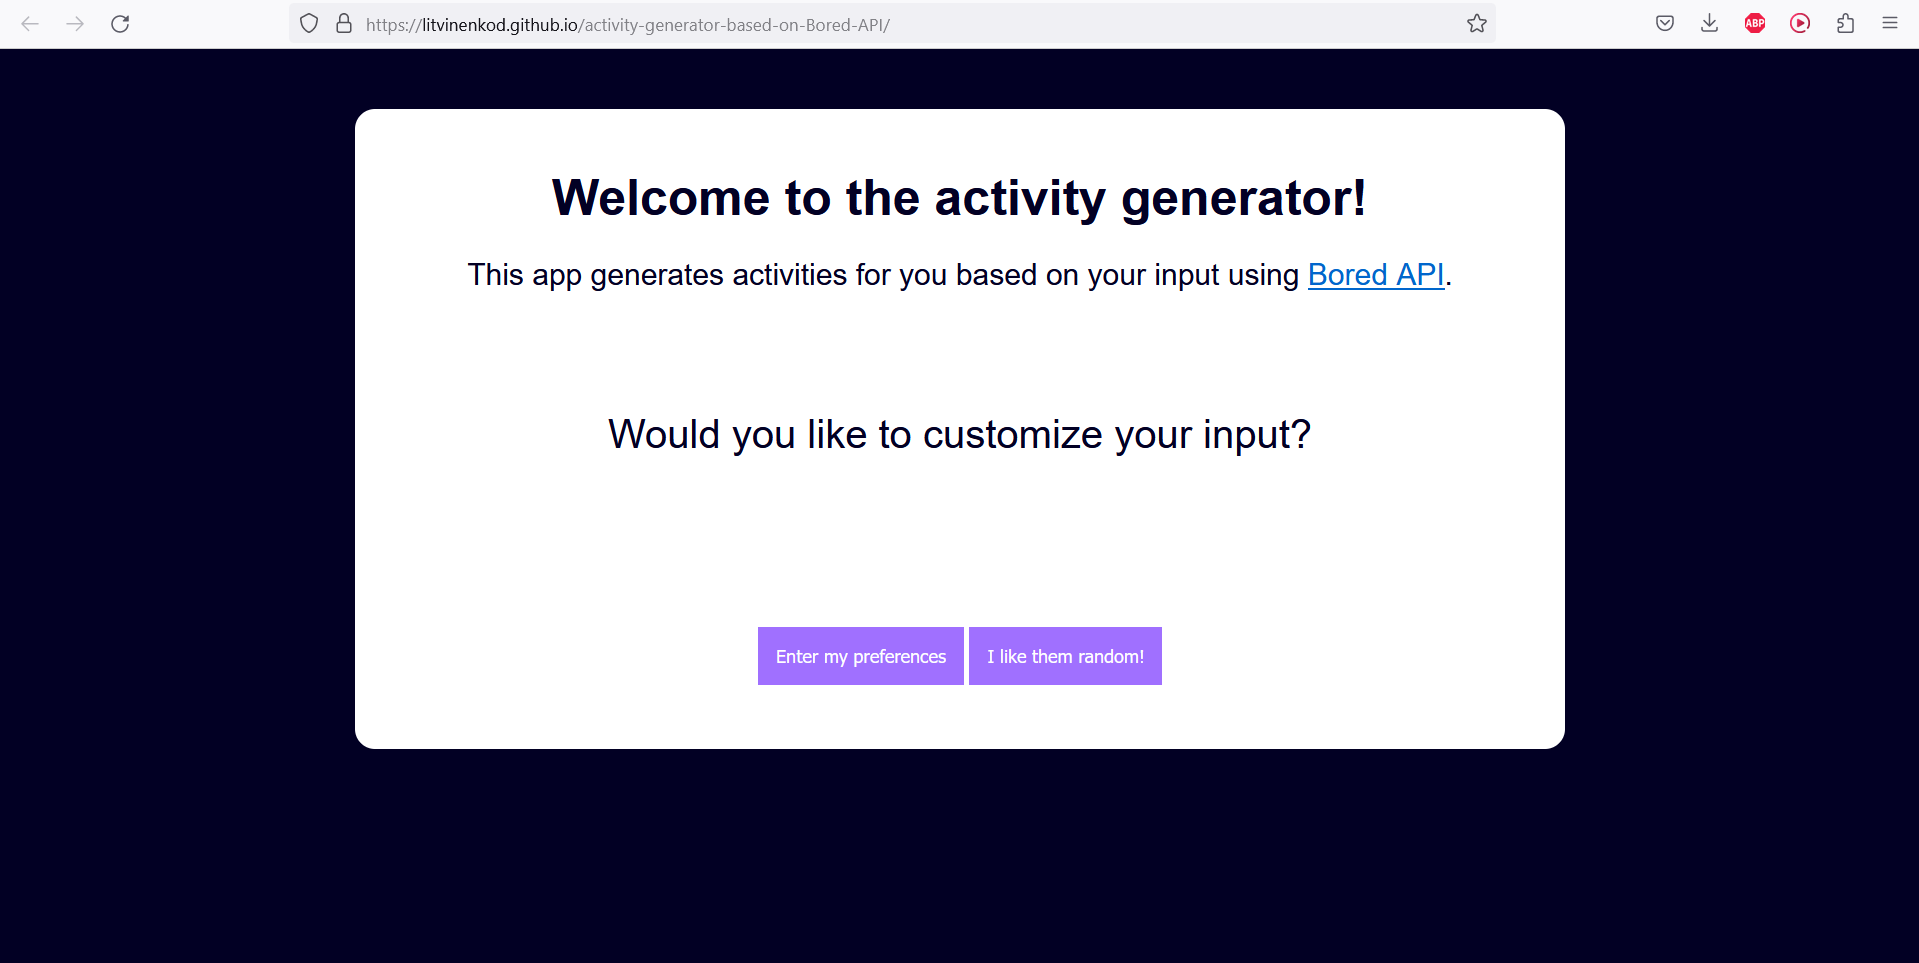 https://litvinenkod.github.io/activity-generator-based-on-Bored-API/
ABP
Welcome to the activity generator!
This app generates activities for you based on your input using Bored API.
Would you like to customize your input?
Enter my preferences
I like them random!